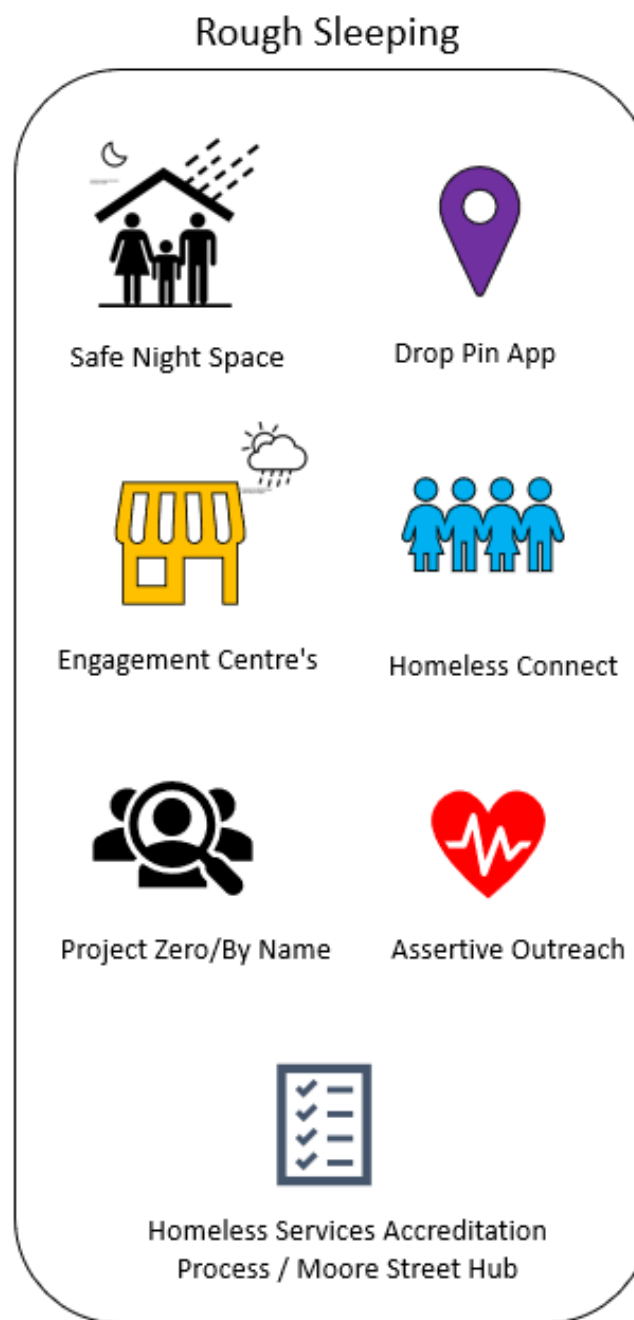 Rough Sleeping
Safe Night Space
Drop Pin App
Engagement Centre's
Homeless Connect
Project Zero/By Name
Assertive Outreach
Homeless Services Accreditation
Process / Moore Street Hub